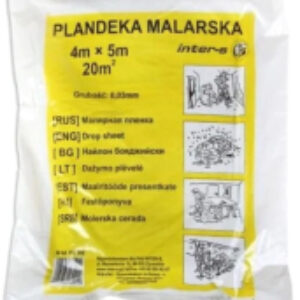 PLANDEKA MALARSKA
4m × 5m
20m²
inter-s
Grubość: 0,03mm
[RUS] Малярная пленка
[ENG] Drop sheet
[BG] Найлон бояджийски
[LT] Dažymo plėvelė
[EST] Maalritööde presentkate
Festőponyva
[SRB] Molerska cerada